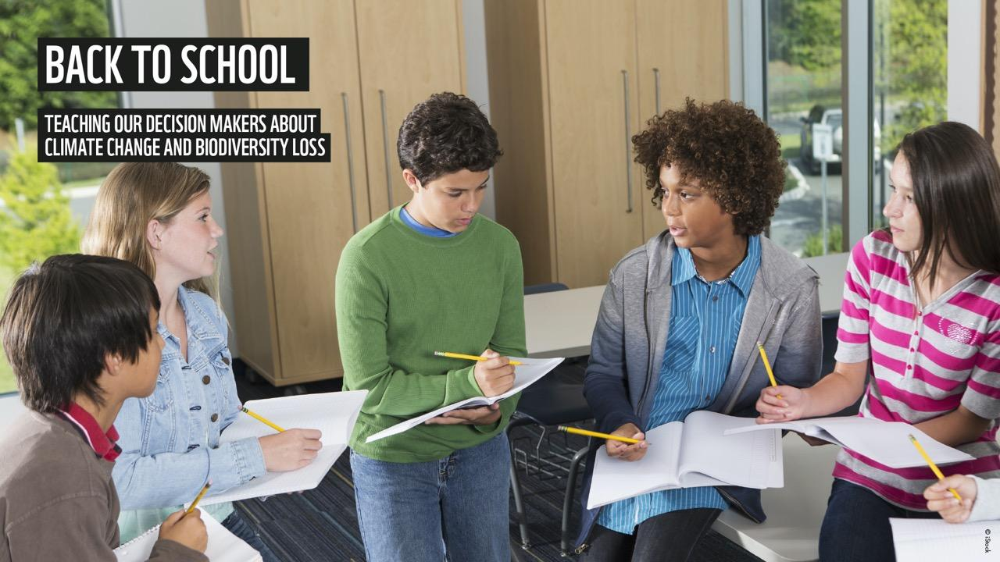 BACK TO SCHOOL
TEACHING OUR DECISION MAKERS ABOUT
CLIMATE CHANGE AND BIODIVERSITY LOSS
© iStock